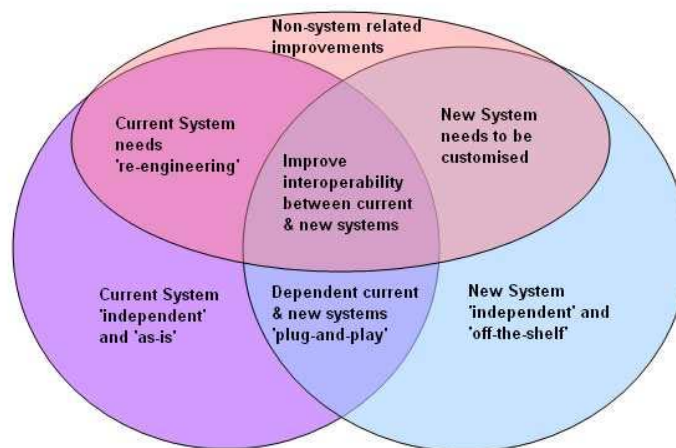 Non-system related
improvements
Current System
needs
're-engineering'
New System
needs to be
customised
Improve
interoperability
between current
& new systems
Current System
'independent'
and 'as-is'
Dependent current
& new systems
'plug-and-play'
New System
'independent' and
'off-the-shelf'